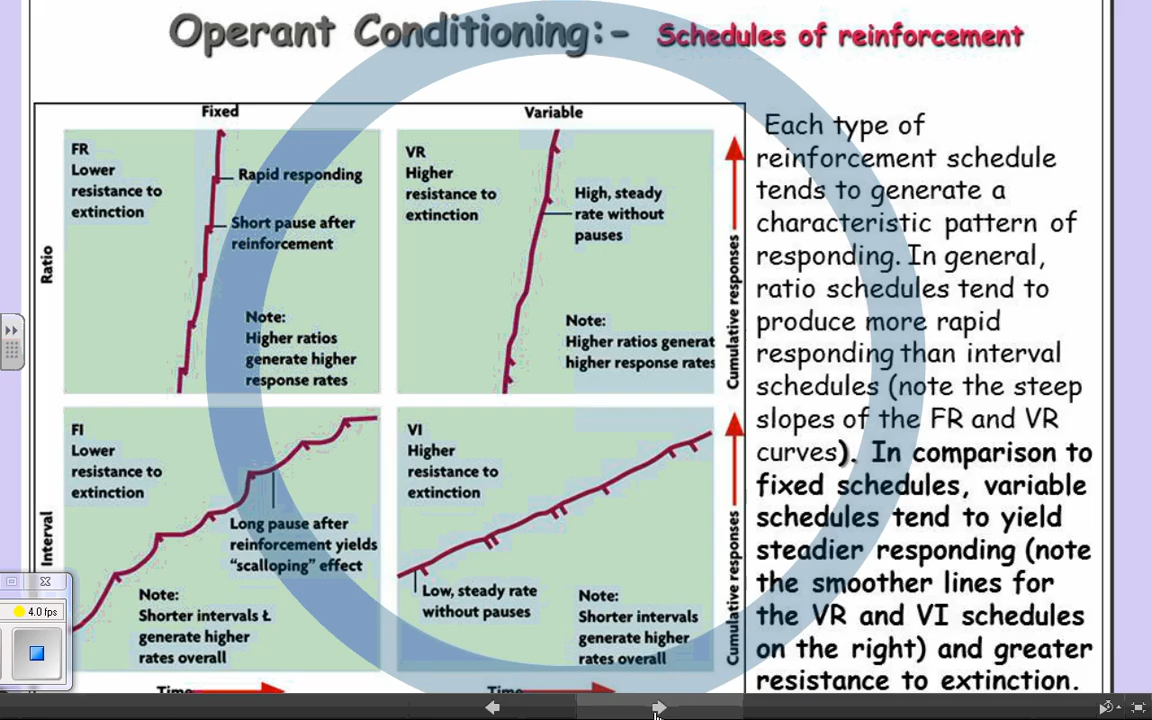 Operant Conditioning:- Schedules of reinforcement
Fixed
Variable
Ratio
FR
Lower
resistance to
extinction
Rapid responding
Short pause after
reinforcement
Note:
Higher ratios
generate higher
response rates
VR
Higher
resistance to
extinction
High, steady
rate without
pauses
Note:
Higher ratios generat
higher response rates
Cumulative responses
Interval
FI
Lower
resistance to
extinction
Long pause after
reinforcement yields
“scalloping” effect
Note:
Shorter intervals Ł
generate higher
rates overall
VI
Higher
resistance to
extinction
Low, steady rate
without pauses
Note:
Shorter intervals
generate higher
rates overall
Cumulative responses
Time
Time
Each type of
reinforcement schedule
tends to generate a
characteristic pattern of
responding. In general,
ratio schedules tend to
produce more rapid
responding than interval
schedules (note the steep
slopes of the FR and VR
curves). In comparison to
fixed schedules, variable
schedules tend to yield
steadier responding (note
the smoother lines for
the VR and VI schedules
on the right) and greater
resistance to extinction.
4.0 fps